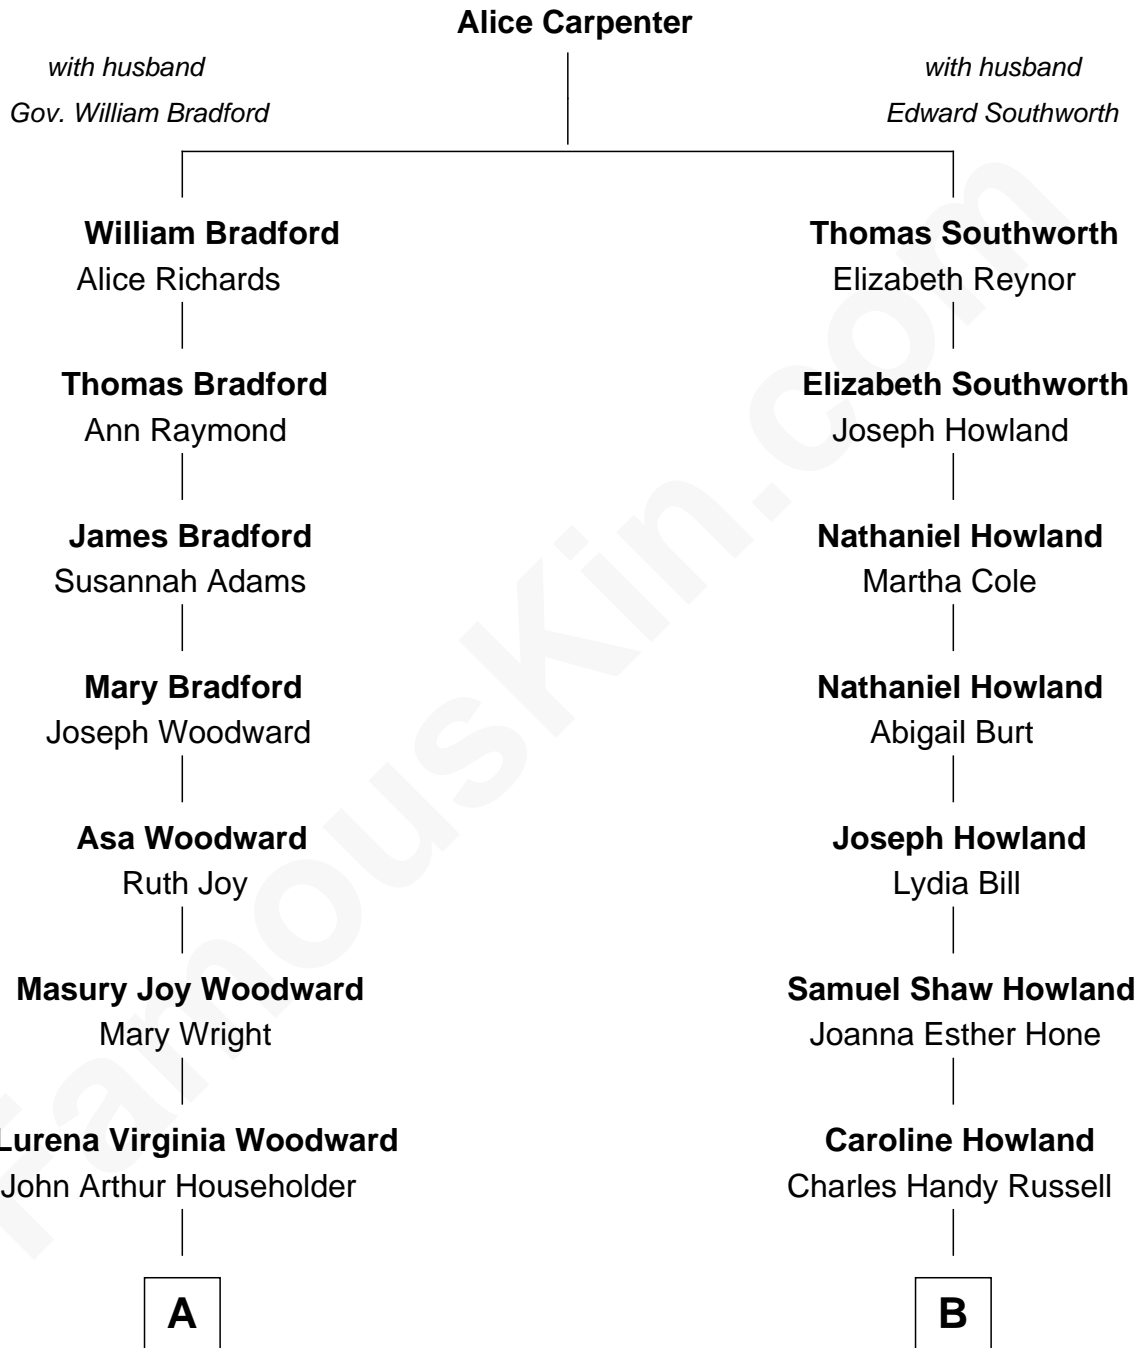 Alice Carpenter
with husband
Gov. William Bradford
with husband
Edward Southworth
William Bradford
Alice Richards
Thomas Southworth
Elizabeth Reynor
Thomas Bradford
Ann Raymond
Elizabeth Southworth
Joseph Howland
James Bradford
Susannah Adams
Nathaniel Howland
Martha Cole
Mary Bradford
Joseph Woodward
Nathaniel Howland
Abigail Burt
Asa Woodward
Ruth Joy
Joseph Howland
Lydia Bill
Masury Joy Woodward
Mary Wright
Samuel Shaw Howland
Joanna Esther Hone
Lurena Virginia Woodward
John Arthur Householder
Caroline Howland
Charles Handy Russell
A
B
FamousKin.com